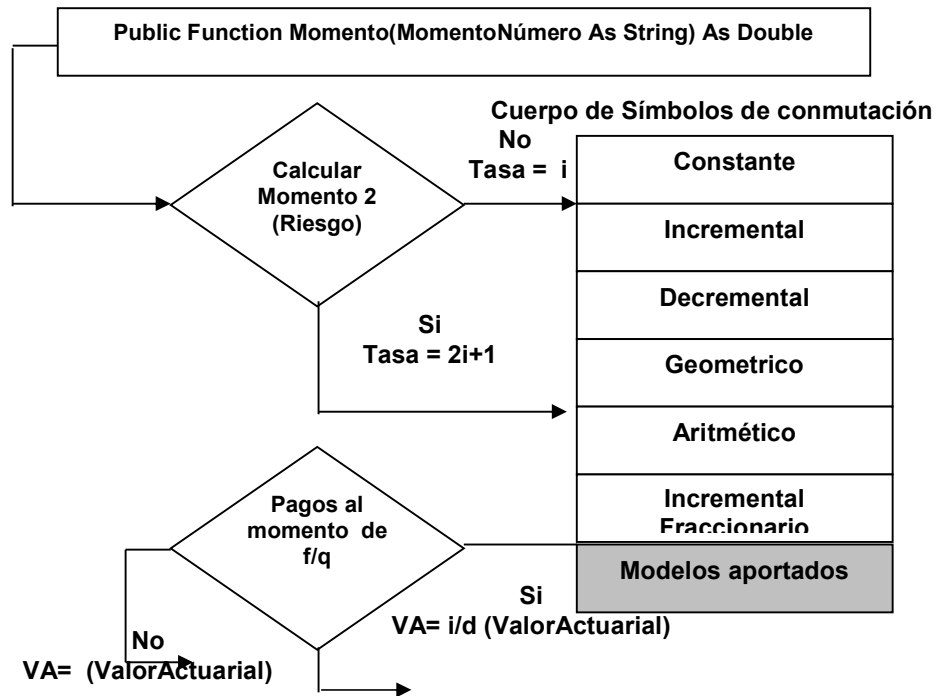 Public Function Momento(MomentoNúmero As String) As Double
Cuerpo de Símbolos de conmutación
No
Tasa = i
Calcular
Momento 2
(Riesgo)
Constante
Incremental
Decremental
Si
Tasa = 2i+1
Geometrico
Aritmético
Incremental
Fraccionario
Pagos al
momento de
f/q
Modelos aportados
Si
VA= i/d (ValorActuarial)
No
VA= (ValorActuarial)